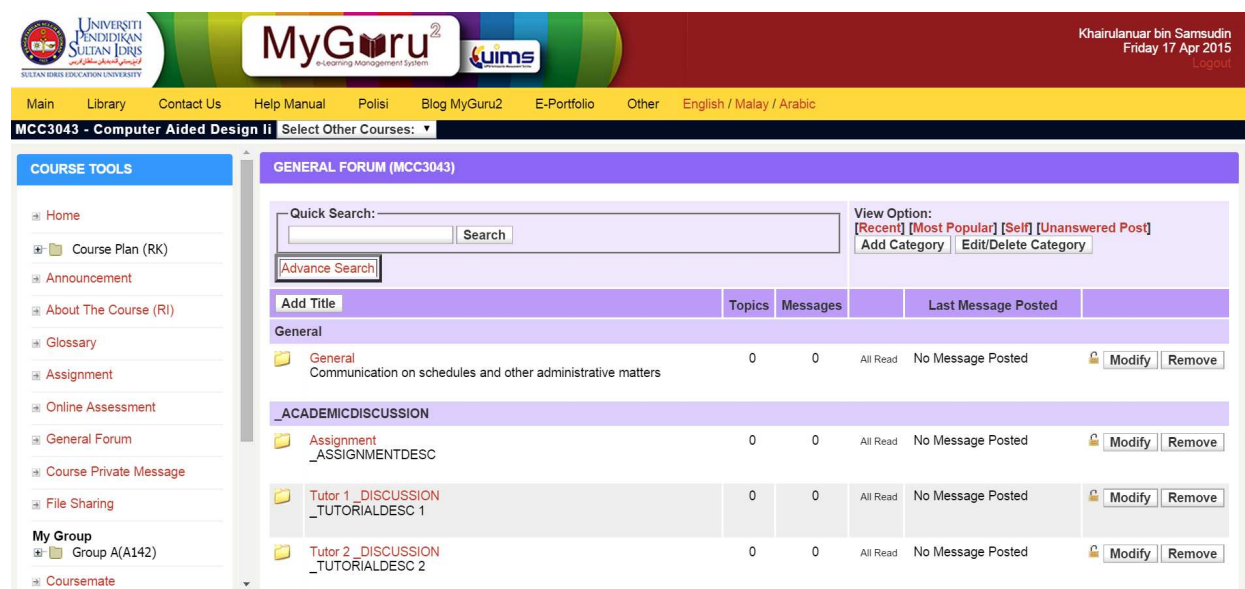 UNIVERSITI
PENDIDIKAN
SULTAN IDRIS
SULTAN IDRIS EDUCATION UNIVERSITY
MyGuru2
e-Learning Management System
uims
Khairulanuar bin Samsudin
Friday 17 Apr 2015
Logout
Main Library Contact Us Help Manual Polisi Blog MyGuru2 E-Portfolio Other English / Malay / Arabic
MCC3043 - Computer Aided Design Ii Select Other Courses:
COURSE TOOLS
Home
Course Plan (RK)
Announcement
About The Course (RI)
Glossary
Assignment
Online Assessment
General Forum
Course Private Message
File Sharing
My Group
Group A(A142)
Coursemate
GENERAL FORUM (MCC3043)
Quick Search:
Search
Advance Search
View Option:
[Recent] [Most Popular] [Self] [Unanswered Post]
Add Category Edit/Delete Category
Add Title Topics Messages Last Message Posted
General
General 0 0 All Read No Message Posted Modify Remove
Communication on schedules and other administrative matters
_ACADEMICDISCUSSION
Assignment 0 0 All Read No Message Posted Modify Remove
_ASSIGNMENTDESC
Tutor 1 _DISCUSSION 0 0 All Read No Message Posted Modify Remove
_TUTORIALDESC 1
Tutor 2 _DISCUSSION 0 0 All Read No Message Posted Modify Remove
_TUTORIALDESC 2